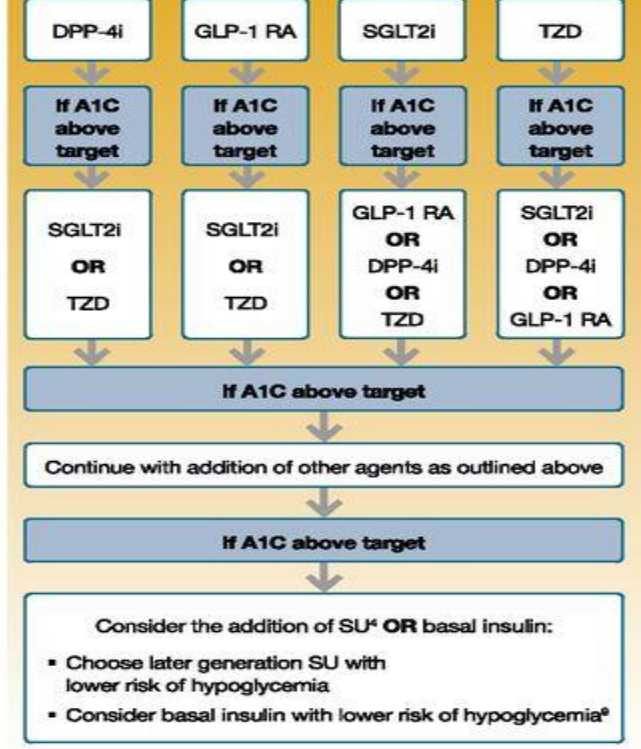 DPP-4i
GLP-1 RA
SGLT2i
TZD
If A1C
above
target
If A1C
above
target
If A1C
above
target
If A1C
above
target
SGLT2i
OR
TZD
SGLT2i
OR
TZD
GLP-1 RA
OR
DPP-4i
OR
TZD
SGLT2i
OR
DPP-4i
OR
GLP-1 RA
If A1C above target
Continue with addition of other agents as outlined above
If A1C above target
Consider the addition of SU⁴ OR basal insulin:
▪ Choose later generation SU with
lower risk of hypoglycemia
▪ Consider basal insulin with lower risk of hypoglycemia